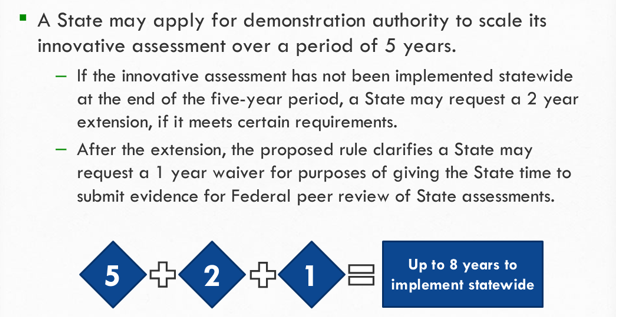 A State may apply for demonstration authority to scale its
innovative assessment over a period of 5 years.
– If the innovative assessment has not been implemented statewide
at the end of the five-year period, a State may request a 2 year
extension, if it meets certain requirements.
– After the extension, the proposed rule clarifies a State may
request a 1 year waiver for purposes of giving the State time to
submit evidence for Federal peer review of State assessments.
5 + 2 + 1 = Up to 8 years to
implement statewide